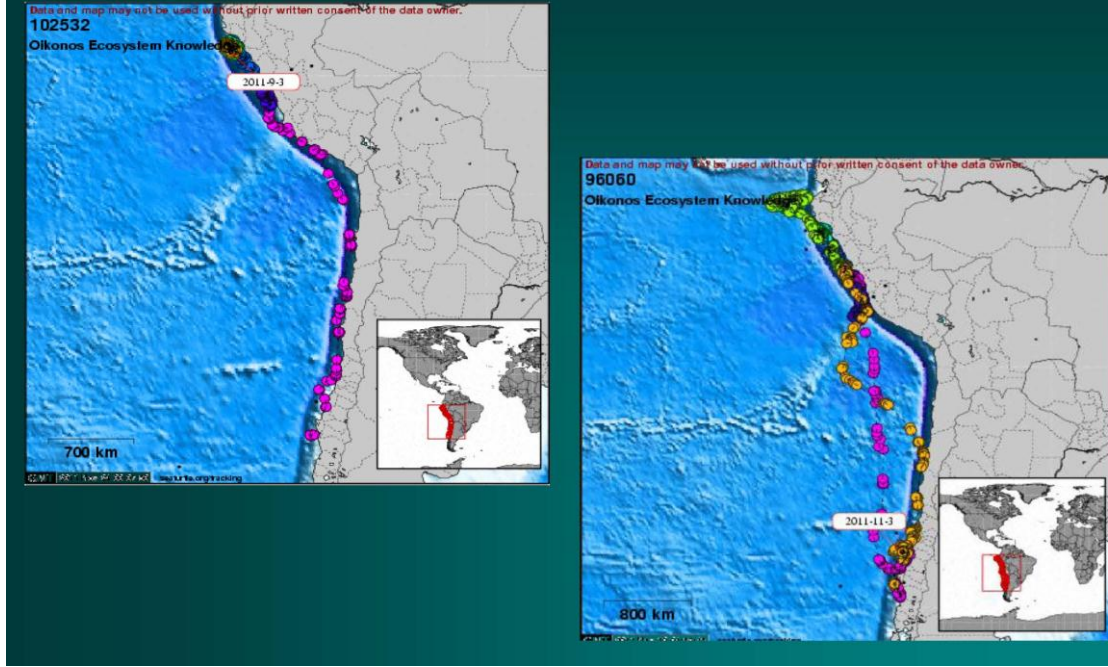 Data and map may not be used without prior written consent of the data owner.
102532
Oikonos Ecosystem Knowledge
2011-9-3
700 km
seaturtle.org/tracking
Data and map may not be used without prior written consent of the data owner.
96060
Oikonos Ecosystem Knowledge
2011-11-3
800 km